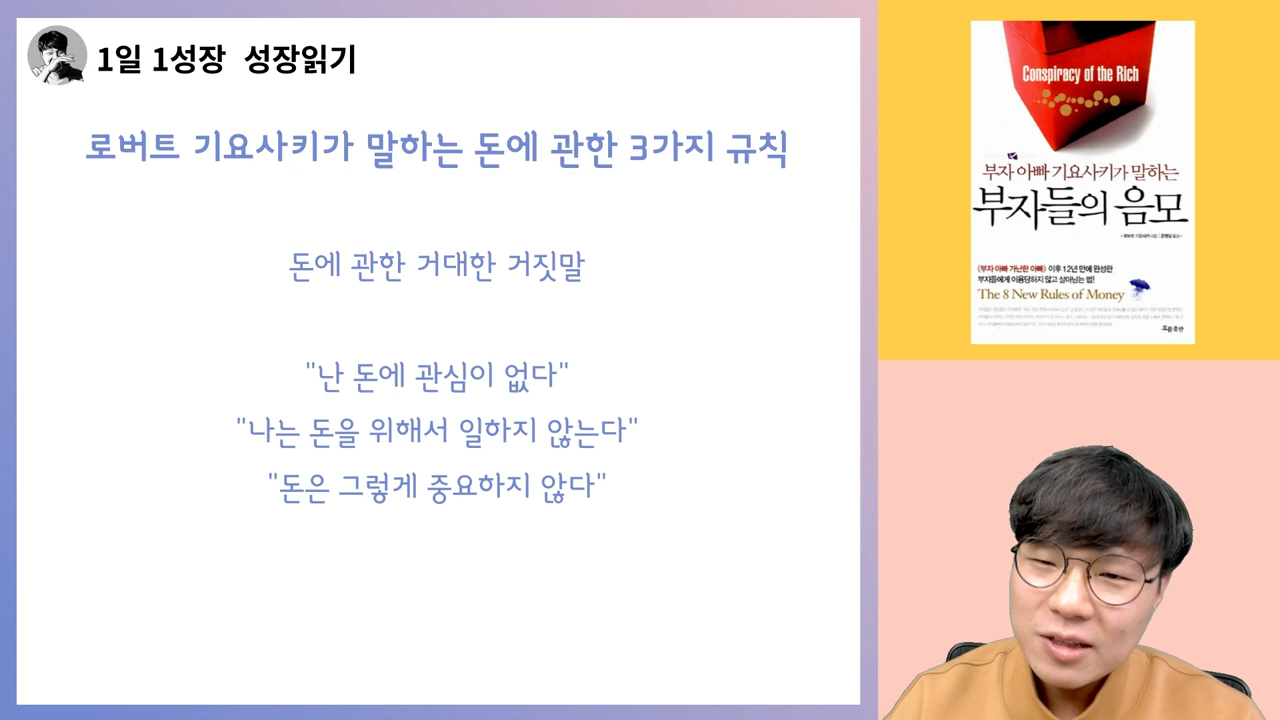 1일 1성장 성장읽기
로버트 기요사키가 말하는 돈에 관한 3가지 규칙
돈에 관한 거대한 거짓말
"난 돈에 관심이 없다"
"나는 돈을 위해서 일하지 않는다"
"돈은 그렇게 중요하지 않다"
Conspiracy of the Rich
부자 아빠 기요사키가 말하는
부자들의 음모
《부자 아빠 가난한 아빠》 이후 12년 만에 완성한
부자들에게 이용당하지 않고 살아남는 법!
The 8 New Rules of Money